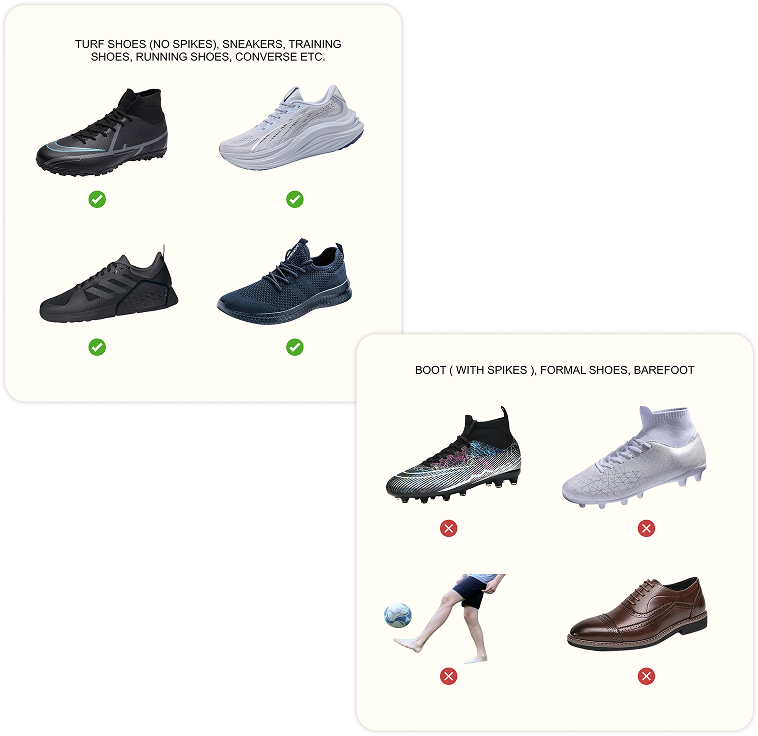 TURF SHOES (NO SPIKES), SNEAKERS, TRAINING
SHOES, RUNNING SHOES, CONVERSE ETC.
BOOT ( WITH SPIKES ), FORMAL SHOES, BAREFOOT